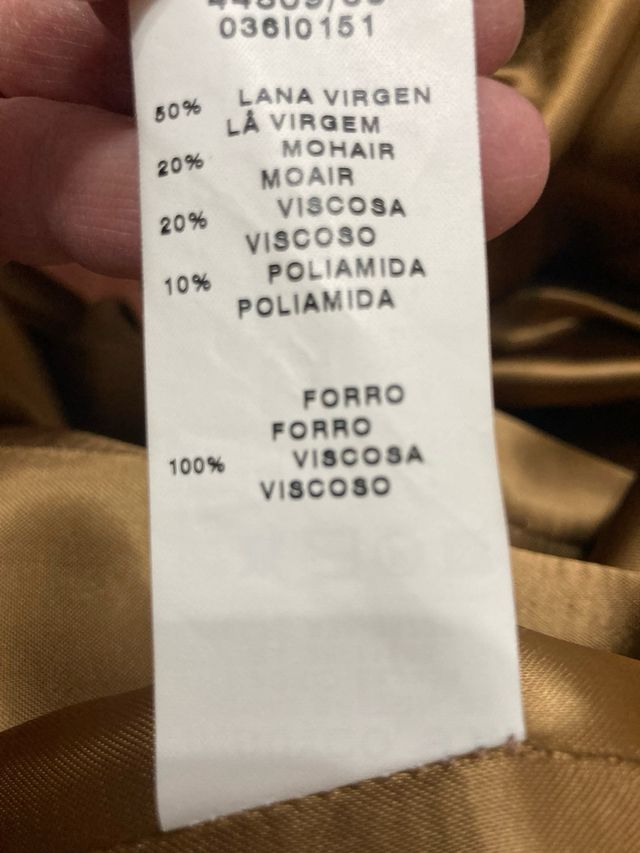 036I0151
50% LANA VIRGEN
LÅ VIRGEM
20% MOHAIR
MOAIR
20% VISCOSA
VISCOSO
10% POLIAMIDA
POLIAMIDA
FORRO
FORRO
100% VISCOSA
VISCOSO